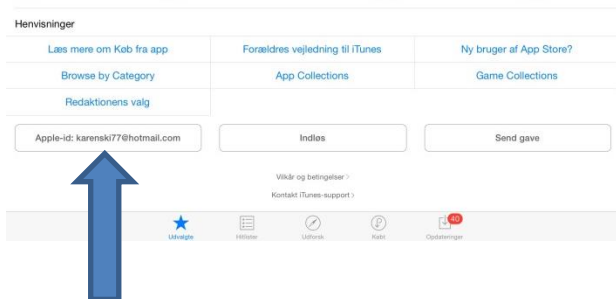 Henvisninger
Læs mere om Køb fra app
Forældres vejledning til iTunes
Ny bruger af App Store?
Browse by Category
App Collections
Game Collections
Redaktionens valg
Apple-id: karenski77@hotmail.com
Indløs
Send gave
Vilkår og betingelser >
Kontakt iTunes-support >
40
Udvalgte
Hitlister
Udforsk
Købt
Opdateringer